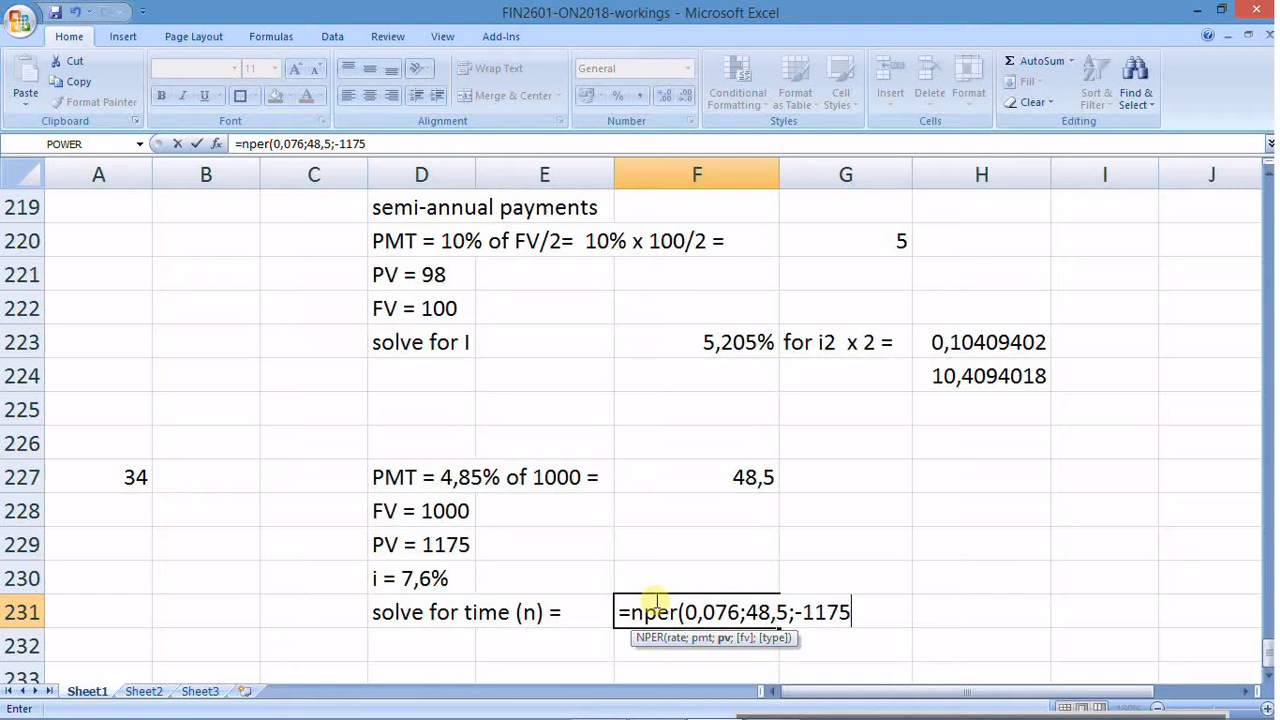 FIN2601-ON2018-workings - Microsoft Excel
Home Insert Page Layout Formulas Data Review View Add-Ins
Paste
Cut
Copy
Format Painter
Clipboard
11
A A
B I U A
Font
Wrap Text
Merge & Center
Alignment
General
%
Number
Conditional Formatting
Format as Table
Cell Styles
Styles
Insert Delete Format
Cells
Σ AutoSum
Fill
Clear
Sort & Filter
Find & Select
Editing
POWER fx =nper(0,076;48,5;-1175
A B C D E F G H I J
219 semi-annual payments
220 PMT = 10% of FV/2= 10% x 100/2 = 5
221 PV = 98
222 FV = 100
223 solve for I 5,205% for i2 x 2 = 0,10409402
224 10,4094018
225
226
227 34 PMT = 4,85% of 1000 = 48,5
228 FV = 1000
229 PV = 1175
230 i = 7,6%
231 solve for time (n) = =nper(0,076;48,5;-1175
232 NPER(rate; pmt; pv; [fv]; [type])
233
Sheet1 Sheet2 Sheet3
Enter 180%